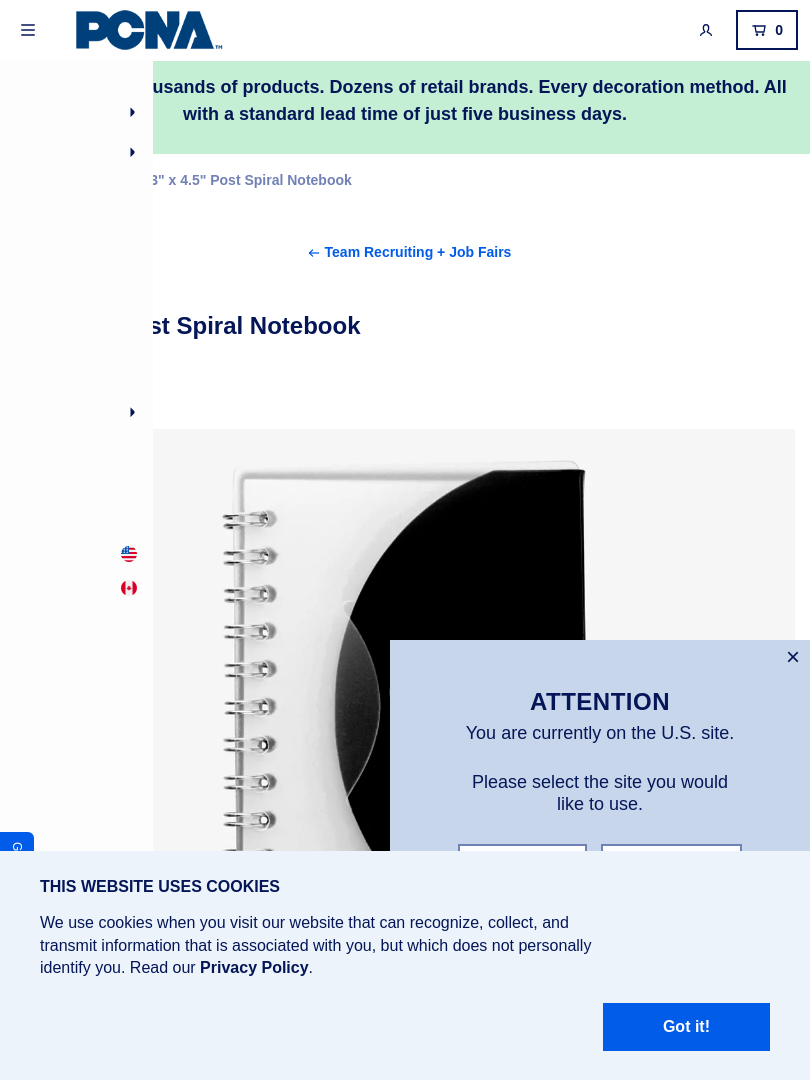 PCNA
TM
0
usands of products. Dozens of retail brands. Every decoration method. All
with a standard lead time of just five business days.
3" x 4.5" Post Spiral Notebook
← Team Recruiting + Job Fairs
st Spiral Notebook
ATTENTION
You are currently on the U.S. site.
Please select the site you would
like to use.
G
THIS WEBSITE USES COOKIES
We use cookies when you visit our website that can recognize, collect, and
transmit information that is associated with you, but which does not personally
identify you. Read our Privacy Policy.
Got it!